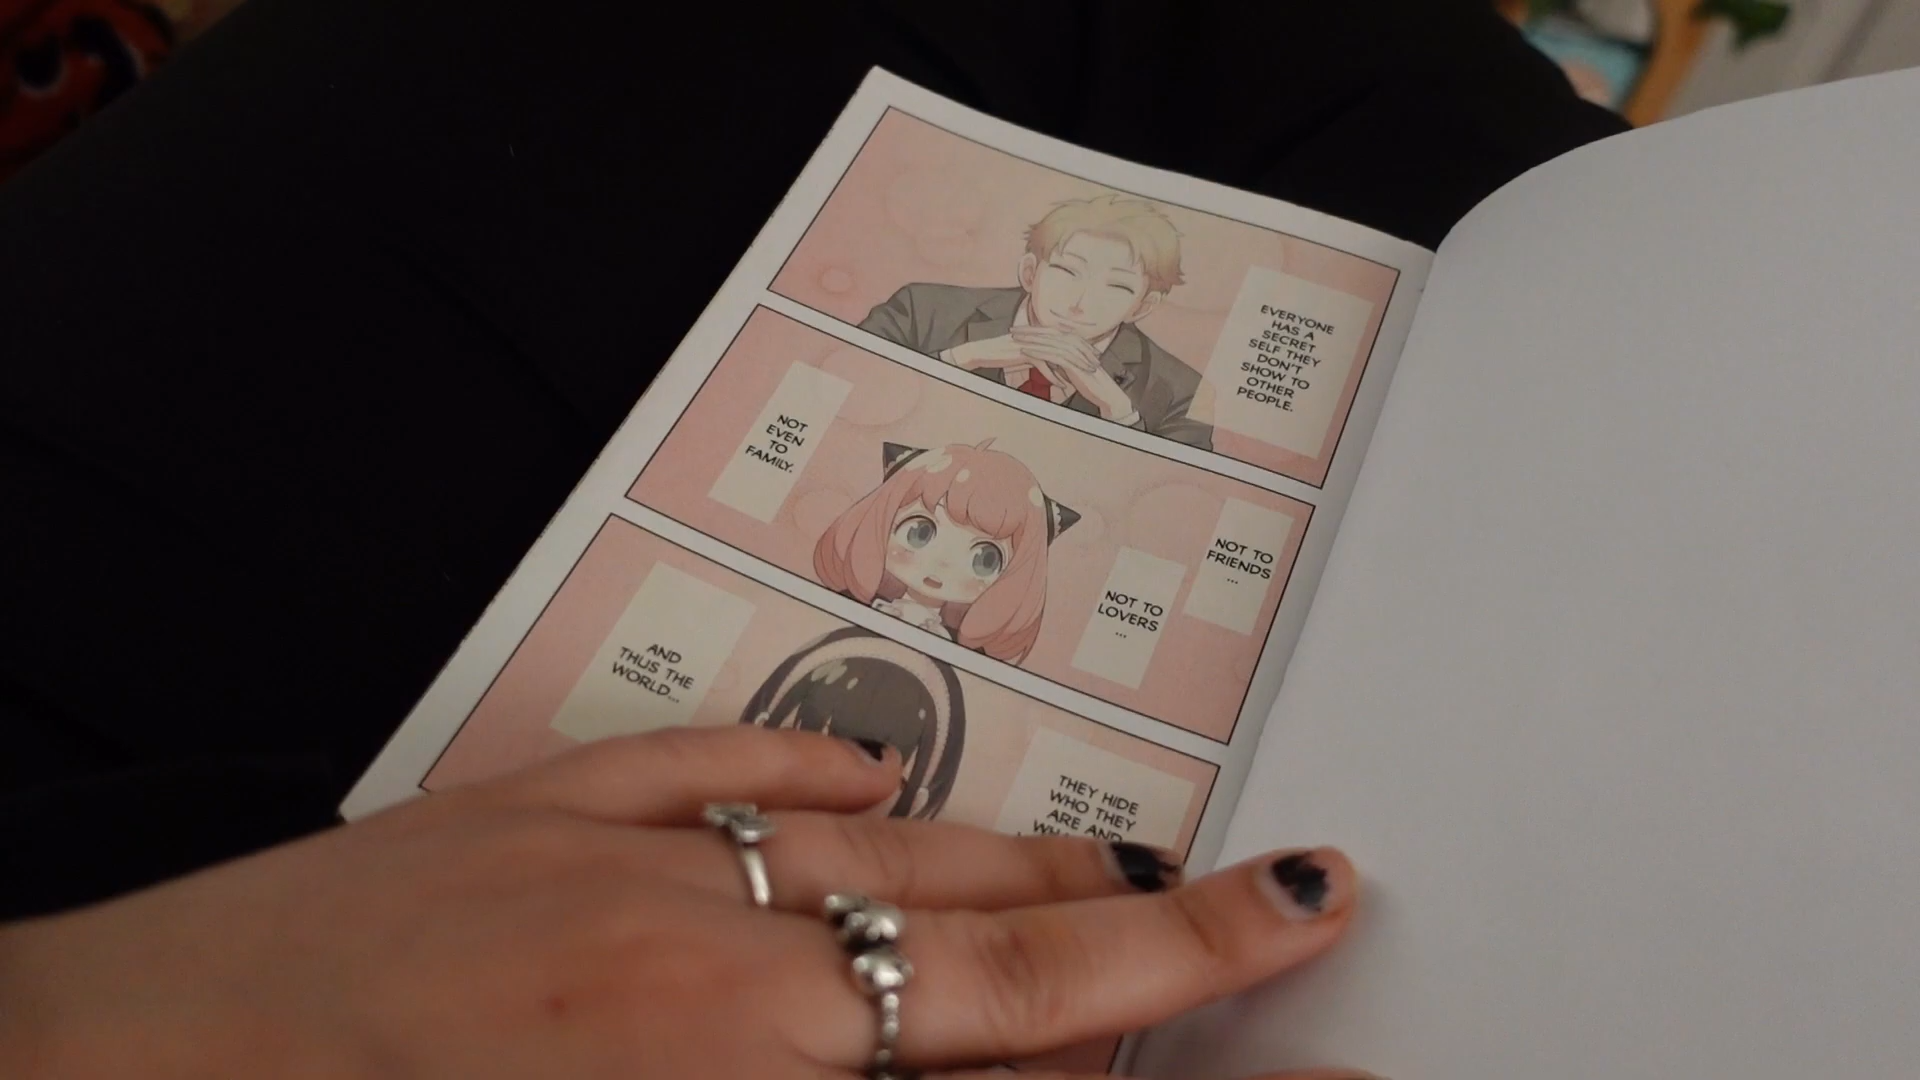 EVERYONE
HAS A
SECRET
SELF THEY
DON'T
SHOW TO
OTHER
PEOPLE.
NOT TO
FRIENDS
...
NOT TO
LOVERS
...
NOT
EVEN
TO
FAMILY.
THEY HIDE
WHO THEY
ARE AND
AND
THUS THE
WORLD...